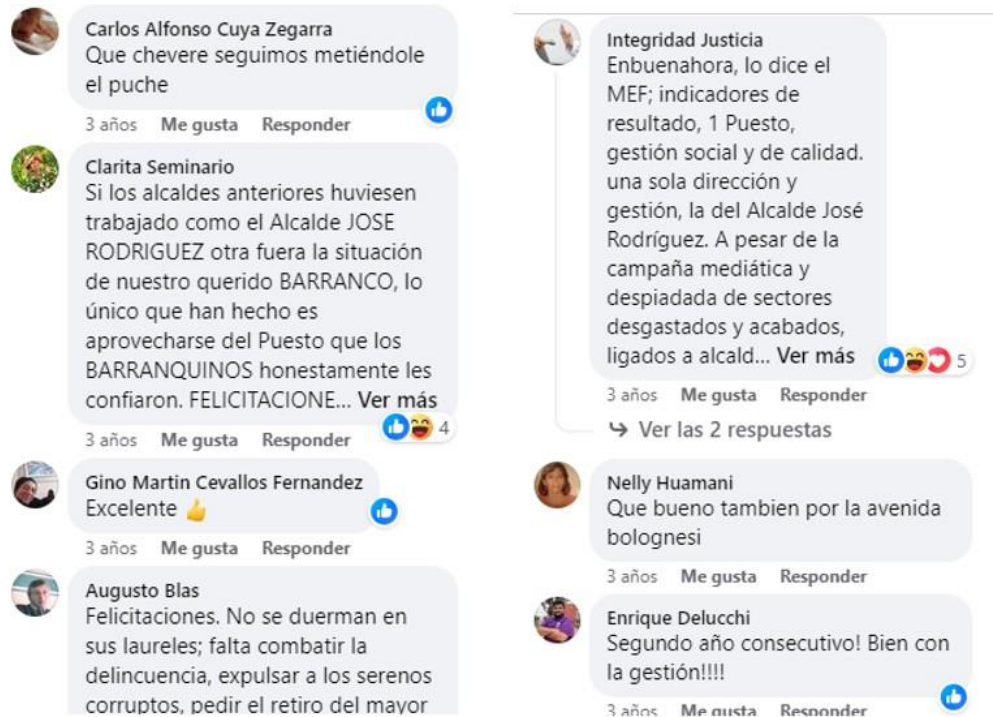 Carlos Alfonso Cuya Zegarra
Que chevere seguimos metiéndole
el puche
3 años Me gusta Responder
Clarita Seminario
Si los alcaldes anteriores huviesen
trabajado como el Alcalde JOSE
RODRIGUEZ otra fuera la situación
de nuestro querido BARRANCO, lo
único que han hecho es
aprovecharse del Puesto que los
BARRANQUINOS honestamente les
confiaron. FELICITACIONE... Ver más
4
3 años Me gusta Responder
Gino Martin Cevallos Fernandez
Excelente 👍
3 años Me gusta Responder
Augusto Blas
Felicitaciones. No se duerman en
sus laureles; falta combatir la
delincuencia, expulsar a los serenos
corruptos, pedir el retiro del mayor
Integridad Justicia
Enbuenahora, lo dice el
MEF; indicadores de
resultado, 1 Puesto,
gestión social y de calidad.
una sola dirección y
gestión, la del Alcalde José
Rodríguez. A pesar de la
campaña mediática y
despiadada de sectores
desgastados y acabados,
ligados a alcald... Ver más
5
3 años Me gusta Responder
Ver las 2 respuestas
Nelly Huamani
Que bueno tambien por la avenida
bolognesi
3 años Me gusta Responder
Enrique Delucchi
Segundo año consecutivo! Bien con
la gestión!!!!
3 años Me gusta Responder